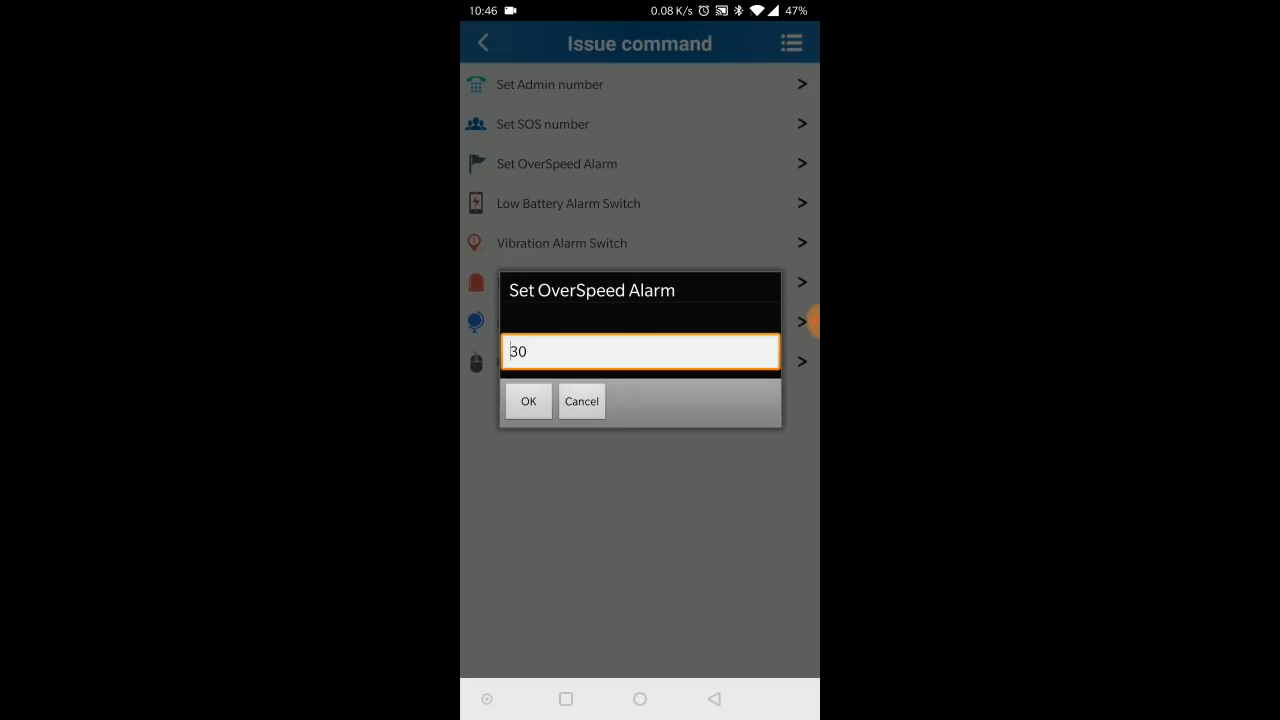 10:46 0.08 K/s 47%
Issue command
Set Admin number
Set SOS number
Set OverSpeed Alarm
Low Battery Alarm Switch
Vibration Alarm Switch
Set OverSpeed Alarm
30
OK Cancel